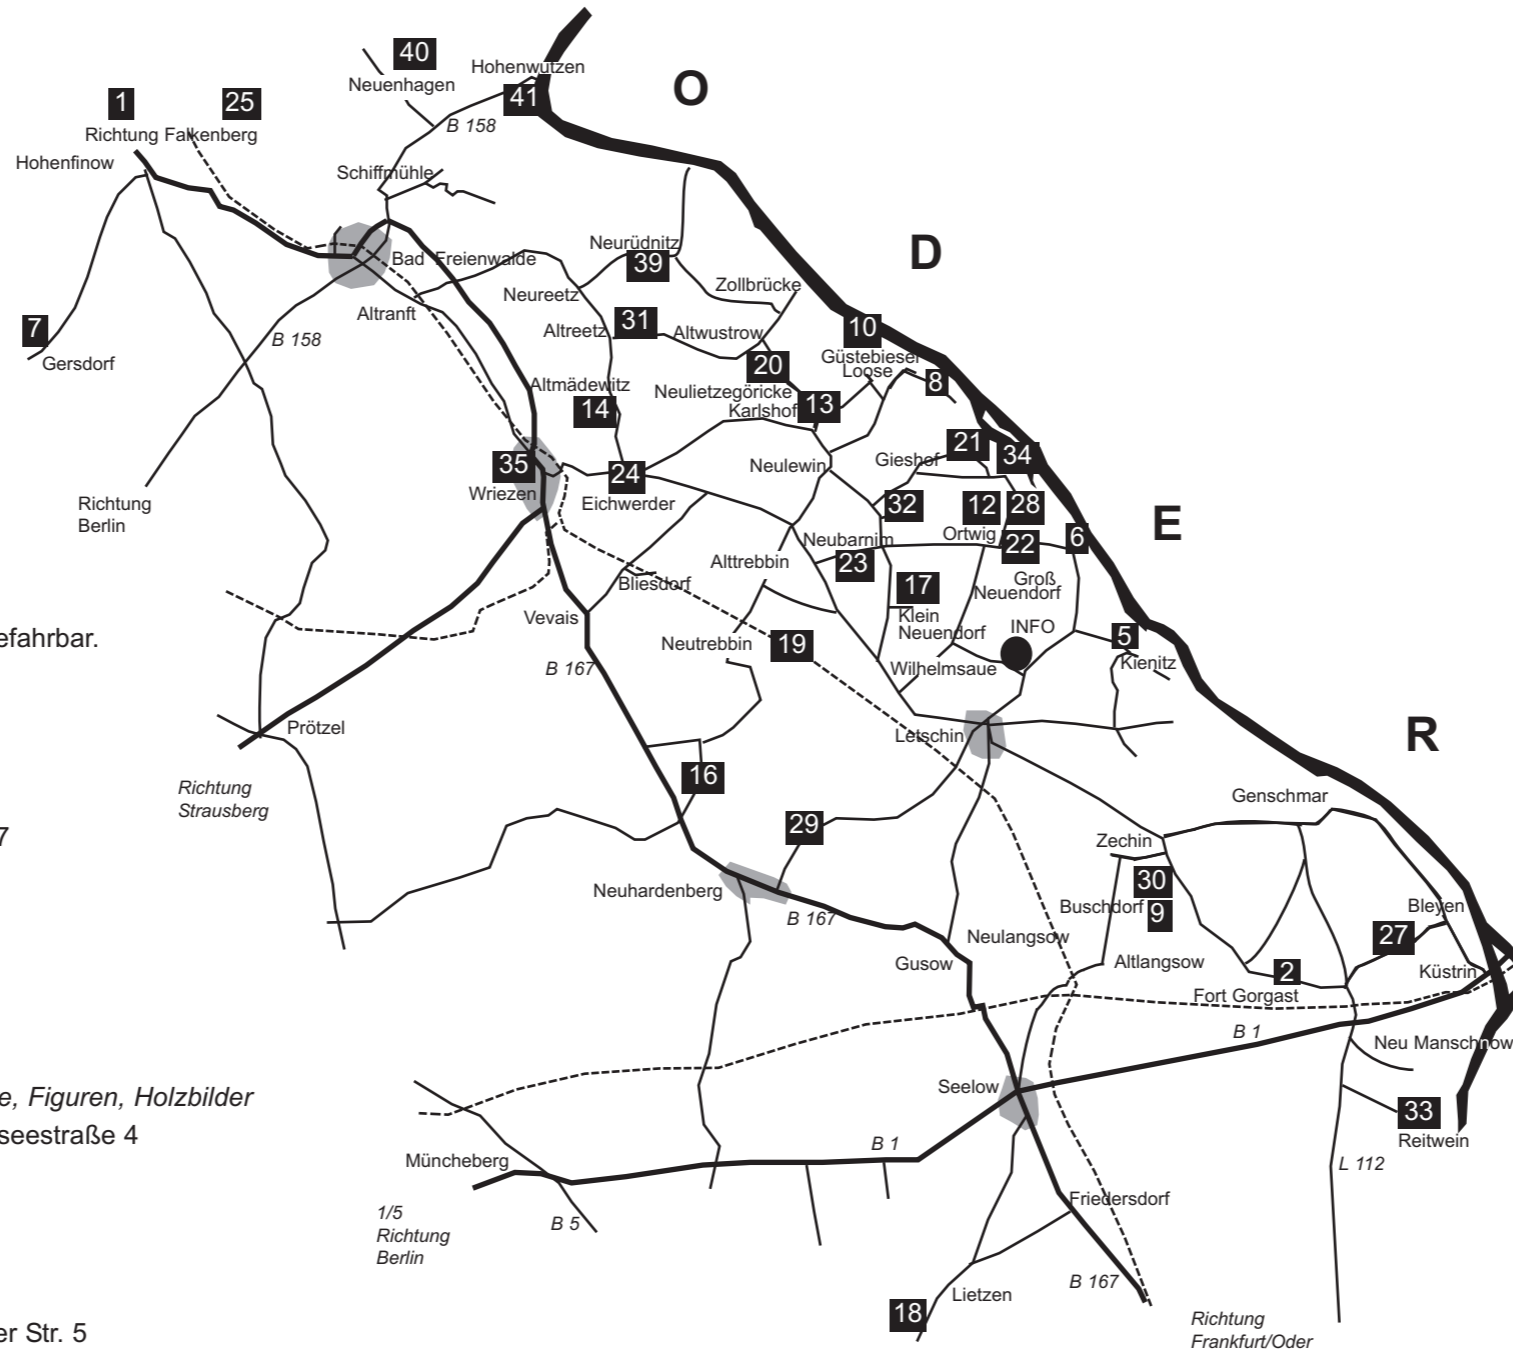 40
Hohenwutzen
Neuenhagen
41
O
1
25
B 158
Richtung Falkenberg
Hohenfinow
Schiffmühle
Neurüdnitz
39
D
Bad Freienwalde
Zollbrücke
Neureetz
Altranft
7
B 158
Altreetz
31
Altwustrow
10
Gersdorf
Güstebieser
Loose
20
8
Altmädewitz
Neulietzegöricke
14
Karlshof
13
21
34
35
24
Neulewin
Gieshof
Wriezen
Eichwerder
32
12
28
Richtung
Berlin
E
Neubarnim
Ortwig
22
6
Alttrebbin
23
Bliesdorf
17
Groß
Neuendorf
Vevais
Klein
Neuendorf
INFO
efahrbar.
Neutrebbin
19
5
B 167
Wilhelmsaue
Kienitz
Prötzel
Letschin
R
Richtung
Strausberg
16
Genschmar
7
29
Zechin
30
Neuhardenberg
Buschdorf
9
Bleyen
B 167
27
Neulangsow
Gusow
Altlangsow
2
Küstrin
Fort Gorgast
B 1
Neu Manschnow
e, Figuren, Holzbilder
Seelow
33
seestraße 4
B 1
Reitwein
Müncheberg
L 112
1/5
Richtung
Berlin
B 5
Friedersdorf
B 167
Lietzen
18
Richtung
Frankfurt/Oder
er Str. 5